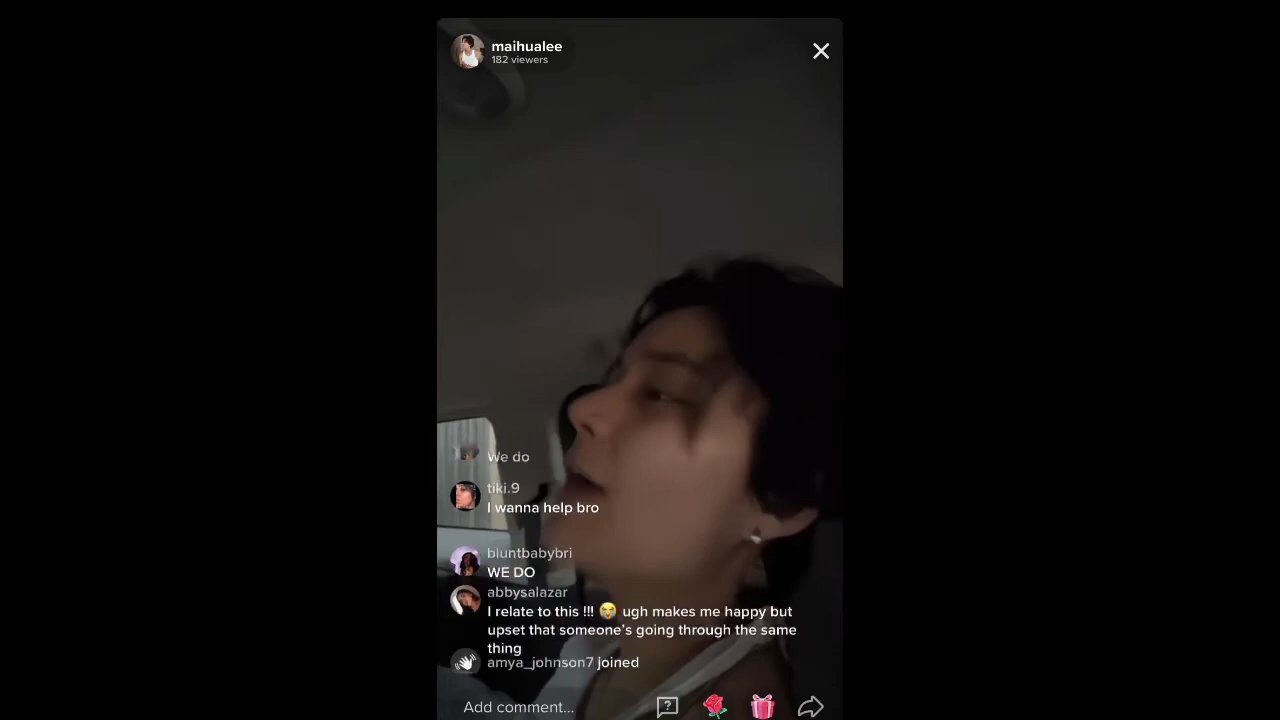 maihualee
182 viewers
We do
tiki.9
I wanna help bro
bluntbabybri
WE DO
abbysalazar
I relate to this !!! 😭 ugh makes me happy but
upset that someone's going through the same
thing
amya_johnson7 joined
Add comment...
?